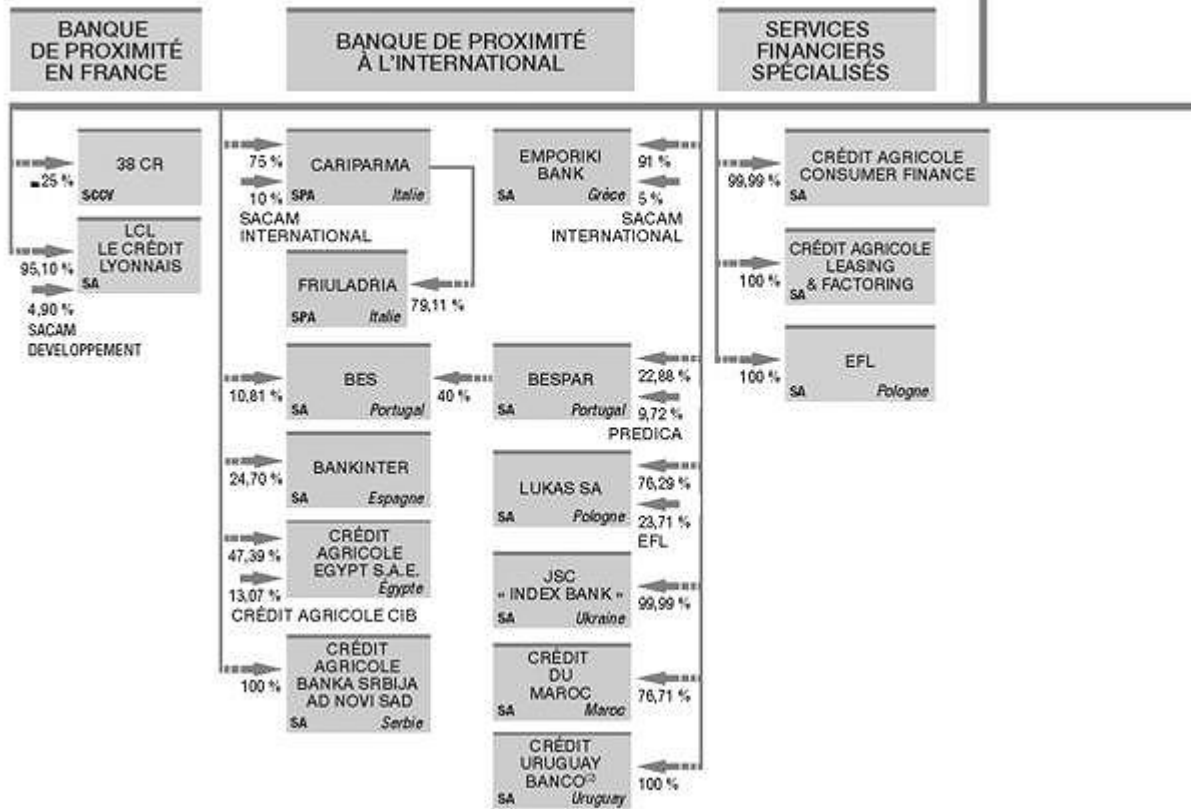 BANQUE
DE PROXIMITÉ
EN FRANCE
BANQUE DE PROXIMITÉ
À L'INTERNATIONAL
SERVICES
FINANCIERS
SPÉCIALISÉS
38 CR
25 %
SCCV
LCL
LE CRÉDIT
LYONNAIS
95,10 %
SA
4,90 %
SACAM
DEVELOPPEMENT
75 %
CARIPARMA
10 %
SPA
Italie
SACAM
INTERNATIONAL
FRIULADRIA
79,11 %
SPA
Italie
BES
10,81 %
40 %
SA
Portugal
BANKINTER
24,70 %
SA
Espagne
CRÉDIT
AGRICOLE
EGYPT S.A.E.
Égypte
47,39 %
13,07 %
CRÉDIT AGRICOLE CIB
CRÉDIT
AGRICOLE
BANKA SRBIJA
AD NOVI SAD
100 %
SA
Serbie
EMPORIKI
BANK
91 %
SA
Grèce
5 %
SACAM
INTERNATIONAL
BESPAR
22,88 %
SA
Portugal
9,72 %
PREDICA
LUKAS SA
76,29 %
SA
Pologne
23,71 %
EFL
JSC
« INDEX BANK »
99,99 %
SA
Ukraine
CRÉDIT
DU
MAROC
76,71 %
SA
Maroc
CRÉDIT
URUGUAY
BANCO
100 %
SA
Uruguay
CRÉDIT AGRICOLE
CONSUMER FINANCE
99,99 %
SA
CRÉDIT AGRICOLE
LEASING
& FACTORING
100 %
SA
EFL
100 %
SA
Pologne